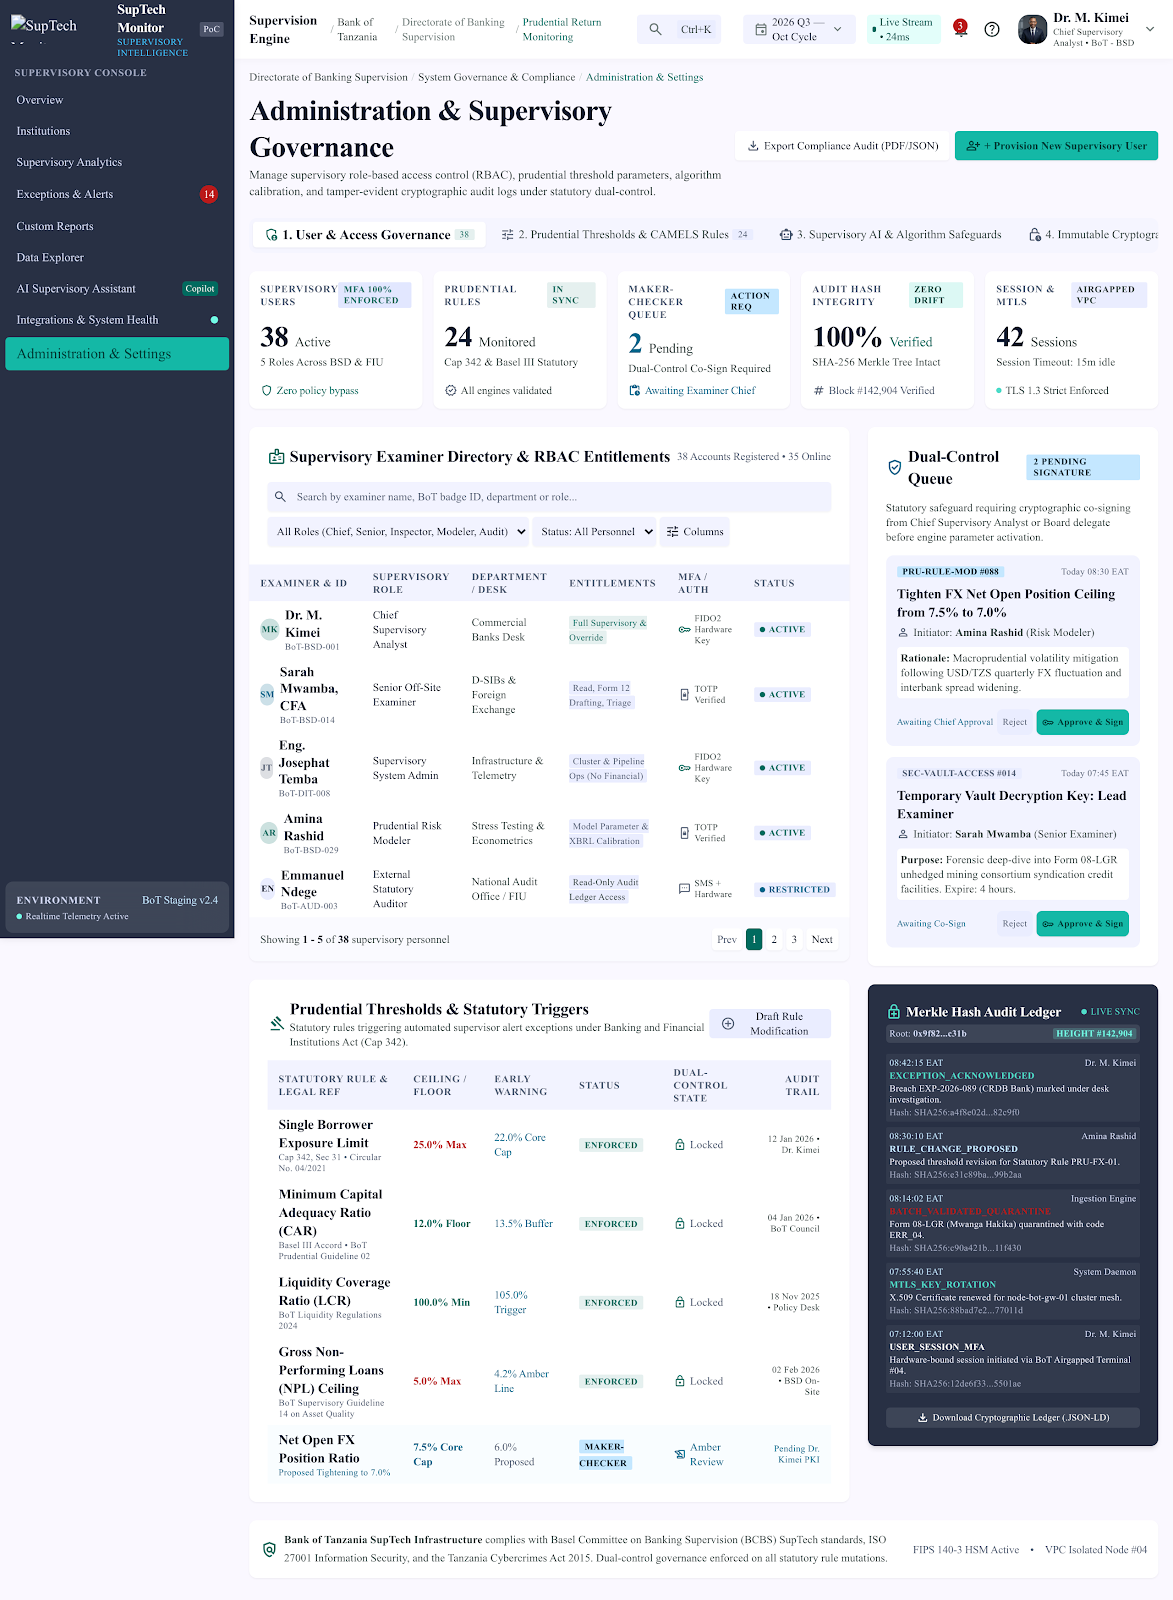 SupTech
SupTech Monitor
SUPERVISORY INTELLIGENCE
PoC
SUPERVISORY CONSOLE
Overview
Institutions
Supervisory Analytics
Exceptions & Alerts 14
Custom Reports
Data Explorer
AI Supervisory Assistant Copilot
Integrations & System Health
Administration & Settings
ENVIRONMENT BoT Staging v2.4
Realtime Telemetry Active
Supervision Engine
/ Bank of Tanzania
/ Directorate of Banking Supervision
/ Prudential Return Monitoring
Ctrl+K
2026 Q3 — Oct Cycle
Live Stream • 24ms
3
Dr. M. Kimei
Chief Supervisory Analyst • BoT - BSD
Directorate of Banking Supervision / System Governance & Compliance / Administration & Settings
Administration & Supervisory
Governance
Manage supervisory role-based access control (RBAC), prudential threshold parameters, algorithm
calibration, and tamper-evident cryptographic audit logs under statutory dual-control.
Export Compliance Audit (PDF/JSON)
+ Provision New Supervisory User
1. User & Access Governance 38
2. Prudential Thresholds & CAMELS Rules 24
3. Supervisory AI & Algorithm Safeguards
4. Immutable Cryptogra
SUPERVISORY USERS
MFA 100% ENFORCED
38 Active
5 Roles Across BSD & FIU
Zero policy bypass
PRUDENTIAL RULES
IN SYNC
24 Monitored
Cap 342 & Basel III Statutory
All engines validated
MAKER-CHECKER QUEUE
ACTION REQ
2 Pending
Dual-Control Co-Sign Required
Awaiting Examiner Chief
AUDIT HASH INTEGRITY
ZERO DRIFT
100% Verified
SHA-256 Merkle Tree Intact
# Block #142,904 Verified
SESSION & MTLS
AIRGAPPED VPC
42 Sessions
Session Timeout: 15m idle
TLS 1.3 Strict Enforced
Supervisory Examiner Directory & RBAC Entitlements
38 Accounts Registered • 35 Online
Search by examiner name, BoT badge ID, department or role...
All Roles (Chief, Senior, Inspector, Modeler, Audit)
Status: All Personnel
Columns
EXAMINER & ID SUPERVISORY ROLE DEPARTMENT / DESK ENTITLEMENTS MFA / AUTH STATUS
MK Dr. M. Kimei BoT-BSD-001 Chief Supervisory Analyst Commercial Banks Desk Full Supervisory & Override FIDO2 Hardware Key ACTIVE
SM Sarah Mwamba, CFA BoT-BSD-014 Senior Off-Site Examiner D-SIBs & Foreign Exchange Read, Form 12 Drafting, Triage TOTP Verified ACTIVE
JT Eng. Josephat Temba BoT-DIT-008 Supervisory System Admin Infrastructure & Telemetry Cluster & Pipeline Ops (No Financial) FIDO2 Hardware Key ACTIVE
AR Amina Rashid BoT-BSD-029 Prudential Risk Modeler Stress Testing & Econometrics Model Parameter & XBRL Calibration TOTP Verified ACTIVE
EN Emmanuel Ndege BoT-AUD-003 External Statutory Auditor National Audit Office / FIU Read-Only Audit Ledger Access SMS + Hardware RESTRICTED
Showing 1 - 5 of 38 supervisory personnel
Prev 1 2 3 Next
Dual-Control Queue
2 PENDING SIGNATURE
Statutory safeguard requiring cryptographic co-signing
from Chief Supervisory Analyst or Board delegate
before engine parameter activation.
PRU-RULE-MOD #088 Today 08:30 EAT
Tighten FX Net Open Position Ceiling
from 7.5% to 7.0%
Initiator: Amina Rashid (Risk Modeler)
Rationale: Macroprudential volatility mitigation
following USD/TZS quarterly FX fluctuation and
interbank spread widening.
Awaiting Chief Approval Reject Approve & Sign
SEC-VAULT-ACCESS #014 Today 07:45 EAT
Temporary Vault Decryption Key: Lead
Examiner
Initiator: Sarah Mwamba (Senior Examiner)
Purpose: Forensic deep-dive into Form 08-LGR
unhedged mining consortium syndication credit
facilities. Expire: 4 hours.
Awaiting Co-Sign Reject Approve & Sign
Prudential Thresholds & Statutory Triggers
Statutory rules triggering automated supervisor alert exceptions under Banking and Financial
Institutions Act (Cap 342).
Draft Rule Modification
STATUTORY RULE & LEGAL REF CEILING / FLOOR EARLY WARNING STATUS DUAL-CONTROL STATE AUDIT TRAIL
Single Borrower Exposure Limit Cap 342, Sec 31 • Circular No. 04/2021 25.0% Max 22.0% Core Cap ENFORCED Locked 12 Jan 2026 • Dr. Kimei
Minimum Capital Adequacy Ratio (CAR) Basel III Accord • BoT Prudential Guideline 02 12.0% Floor 13.5% Buffer ENFORCED Locked 04 Jan 2026 • BoT Council
Liquidity Coverage Ratio (LCR) BoT Liquidity Regulations 2024 100.0% Min 105.0% Trigger ENFORCED Locked 18 Nov 2025 • Policy Desk
Gross Non-Performing Loans (NPL) Ceiling BoT Supervisory Guideline 14 on Asset Quality 5.0% Max 4.2% Amber Line ENFORCED Locked 02 Feb 2026 • BSD On-Site
Net Open FX Position Ratio Proposed Tightening to 7.0% 7.5% Core Cap 6.0% Proposed MAKER-CHECKER Amber Review Pending Dr. Kimei PKI
Merkle Hash Audit Ledger LIVE SYNC
Root: 0x9f82...c31b HEIGHT #142,904
08:42:15 EAT Dr. M. Kimei
EXCEPTION_ACKNOWLEDGED
Breach EXP-2026-089 (CRDB Bank) marked under desk
investigation.
Hash: SHA256:a4f8e02d...82c9f0
08:30:10 EAT Amina Rashid
RULE_CHANGE_PROPOSED
Proposed threshold revision for Statutory Rule PRU-FX-01.
Hash: SHA256:e31c89ba...99b2aa
08:14:02 EAT Ingestion Engine
BATCH_VALIDATED_QUARANTINE
Form 08-LGR (Mwanga Hakika) quarantined with code
ERR_04.
Hash: SHA256:c90a421b...11f430
07:55:40 EAT System Daemon
MTLS_KEY_ROTATION
X.509 Certificate renewed for node-bot-gw-01 cluster mesh.
Hash: SHA256:88bad7e2...77011d
07:12:00 EAT Dr. M. Kimei
USER_SESSION_MFA
Hardware-bound session initiated via BoT Airgapped Terminal
#04.
Hash: SHA256:12de6f33...5501ae
Download Cryptographic Ledger (.JSON-LD)
Bank of Tanzania SupTech Infrastructure complies with Basel Committee on Banking Supervision (BCBS) SupTech standards, ISO
27001 Information Security, and the Tanzania Cybercrimes Act 2015. Dual-control governance enforced on all statutory rule mutations.
FIPS 140-3 HSM Active • VPC Isolated Node #04